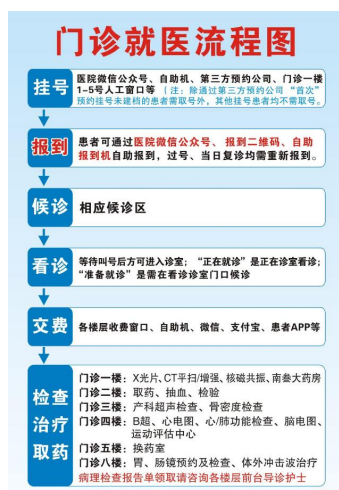 门诊就医流程图
挂号
医院微信公众号、自助机、第三方预约公司、门诊一楼
1-5号人工窗口等（注：除通过第三方预约公司“首次”
预约挂号未建档的患者需取号外，其他挂号患者均不需取号。
报到
患者可通过医院微信公众号、报到二维码、自助
报到机自助报到，过号、当日复诊均需重新报到。
候诊
相应候诊区
看诊
等待叫号后方可进入诊室；“正在就诊”是正在诊室看诊；
“准备就诊”是需在看诊诊室门口候诊
交费
各楼层收费窗口、自助机、微信、支付宝、患者APP等
检查
治疗
取药
门诊一楼：X光片、CT平扫/增强、核磁共振、南叁大药房
门诊二楼：取药、抽血、检验
门诊三楼：产科超声检查、骨密度检查
门诊四楼：B超、心电图、心/肺功能检查、脑电图、
运动评估中心
门诊五楼：换药室
门诊八楼：胃、肠镜预约及检查、体外冲击波治疗
病理检查报告单领取请咨询各楼层前台导诊护士